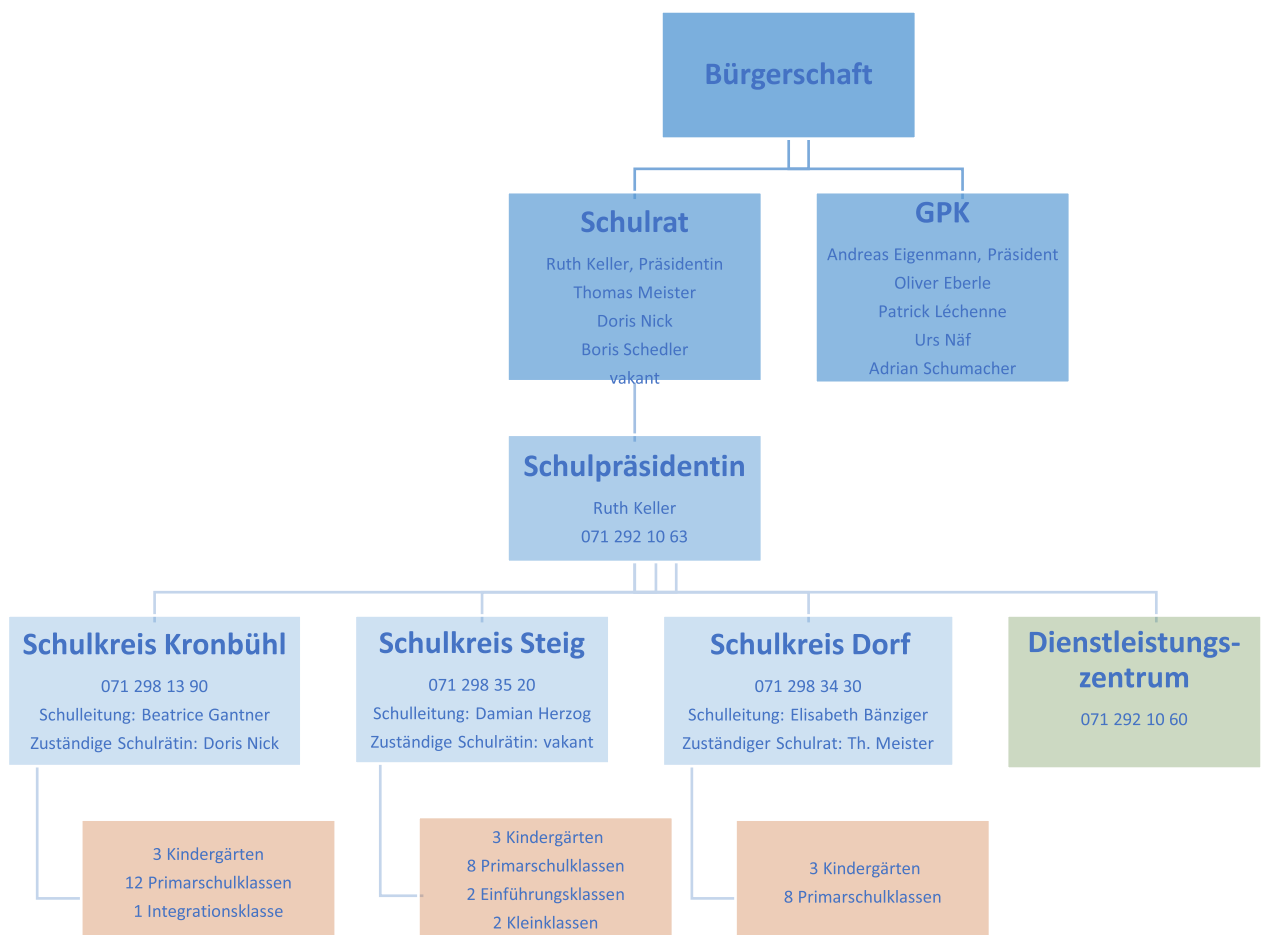 Bürgerschaft
Schulrat
Ruth Keller, Präsidentin
Thomas Meister
Doris Nick
Boris Schedler
vakant
GPK
Andreas Eigenmann, Präsident
Oliver Eberle
Patrick Léchenne
Urs Näf
Adrian Schumacher
Schulpräsidentin
Ruth Keller
071 292 10 63
Schulkreis Kronbühl
071 298 13 90
Schulleitung: Beatrice Gantner
Zuständige Schulrätin: Doris Nick
Schulkreis Steig
071 298 35 20
Schulleitung: Damian Herzog
Zuständige Schulrätin: vakant
Schulkreis Dorf
071 298 34 30
Schulleitung: Elisabeth Bänziger
Zuständiger Schulrat: Th. Meister
Dienstleistungs-
zentrum
071 292 10 60
3 Kindergärten
12 Primarschulklassen
1 Integrationsklasse
3 Kindergärten
8 Primarschulklassen
2 Einführungsklassen
2 Kleinklassen
3 Kindergärten
8 Primarschulklassen